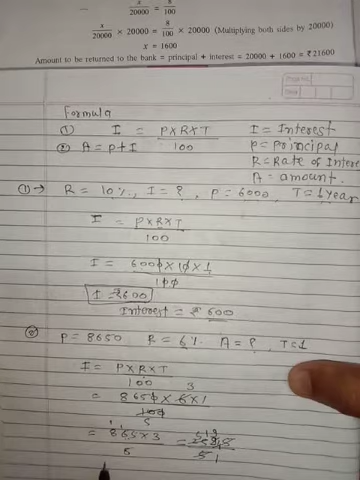 x/20000 = 8/100
x/20000 × 20000 = 8/100 × 20000 (Multiplying both sides by 20000)
x = 1600
Amount to be returned to the bank = principal + interest = 20000 + 1600 = ₹ 21600
Formula
① I = P×R×T/100 I = Interest
② A = P+I P = Principal
R = Rate of Intere
A = amount.
①→ R = 10%, I = ?, P = 6000, T = 1 year
I = P×R×T/100
I = 6000×10×1/100
I = ₹600
Interest = ₹ 600
② P = 8650 R = 6% A = ? T = 1
I = P×R×T/100
3
= 8650×6×1/100
5
= 865×3/5